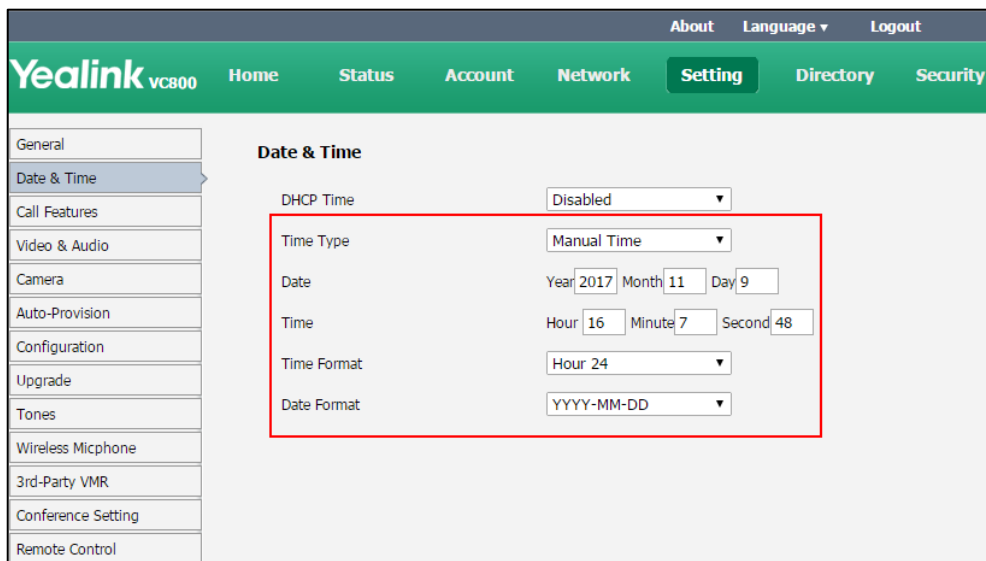 About Language ▾ Logout
Yealink VC800 Home Status Account Network Setting Directory Security
General
Date & Time
Call Features
Video & Audio
Camera
Auto-Provision
Configuration
Upgrade
Tones
Wireless Micphone
3rd-Party VMR
Conference Setting
Remote Control
Date & Time
DHCP Time Disabled ▼
Time Type Manual Time ▼
Date Year 2017 Month 11 Day 9
Time Hour 16 Minute 7 Second 48
Time Format Hour 24 ▼
Date Format YYYY-MM-DD ▼